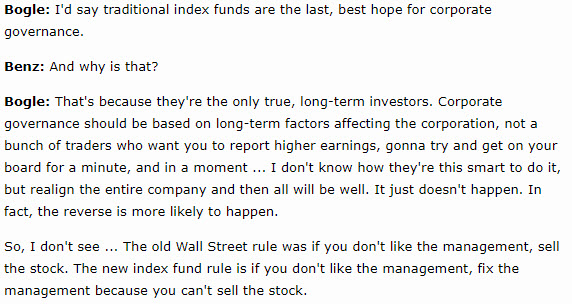 Bogle: I'd say traditional index funds are the last, best hope for corporate
governance.
Benz: And why is that?
Bogle: That's because they're the only true, long-term investors. Corporate
governance should be based on long-term factors affecting the corporation, not a
bunch of traders who want you to report higher earnings, gonna try and get on your
board for a minute, and in a moment ... I don't know how they're this smart to do it,
but realign the entire company and then all will be well. It just doesn't happen. In
fact, the reverse is more likely to happen.
So, I don't see ... The old Wall Street rule was if you don't like the management, sell
the stock. The new index fund rule is if you don't like the management, fix the
management because you can't sell the stock.